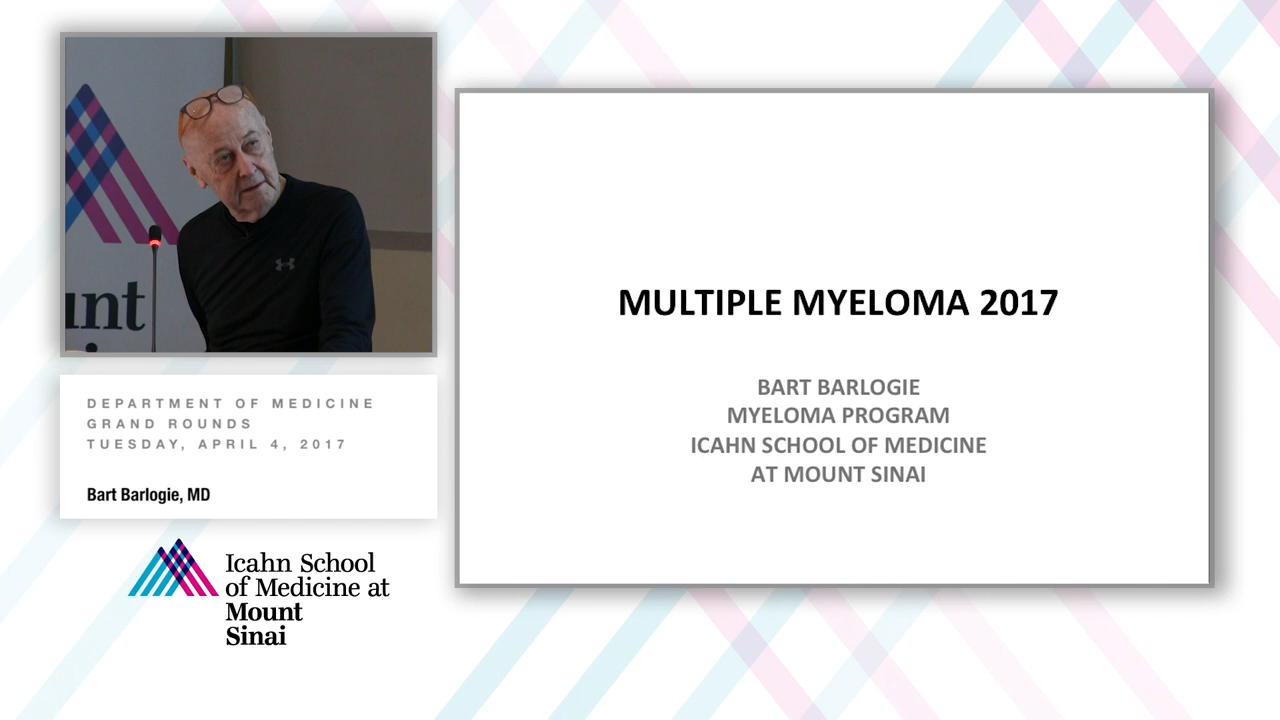 unt
DEPARTMENT OF MEDICINE
GRAND ROUNDS
TUESDAY, APRIL 4, 2017
Bart Barlogie, MD
Icahn School
of Medicine at
Mount
Sinai
MULTIPLE MYELOMA 2017
BART BARLOGIE
MYELOMA PROGRAM
ICAHN SCHOOL OF MEDICINE
AT MOUNT SINAI